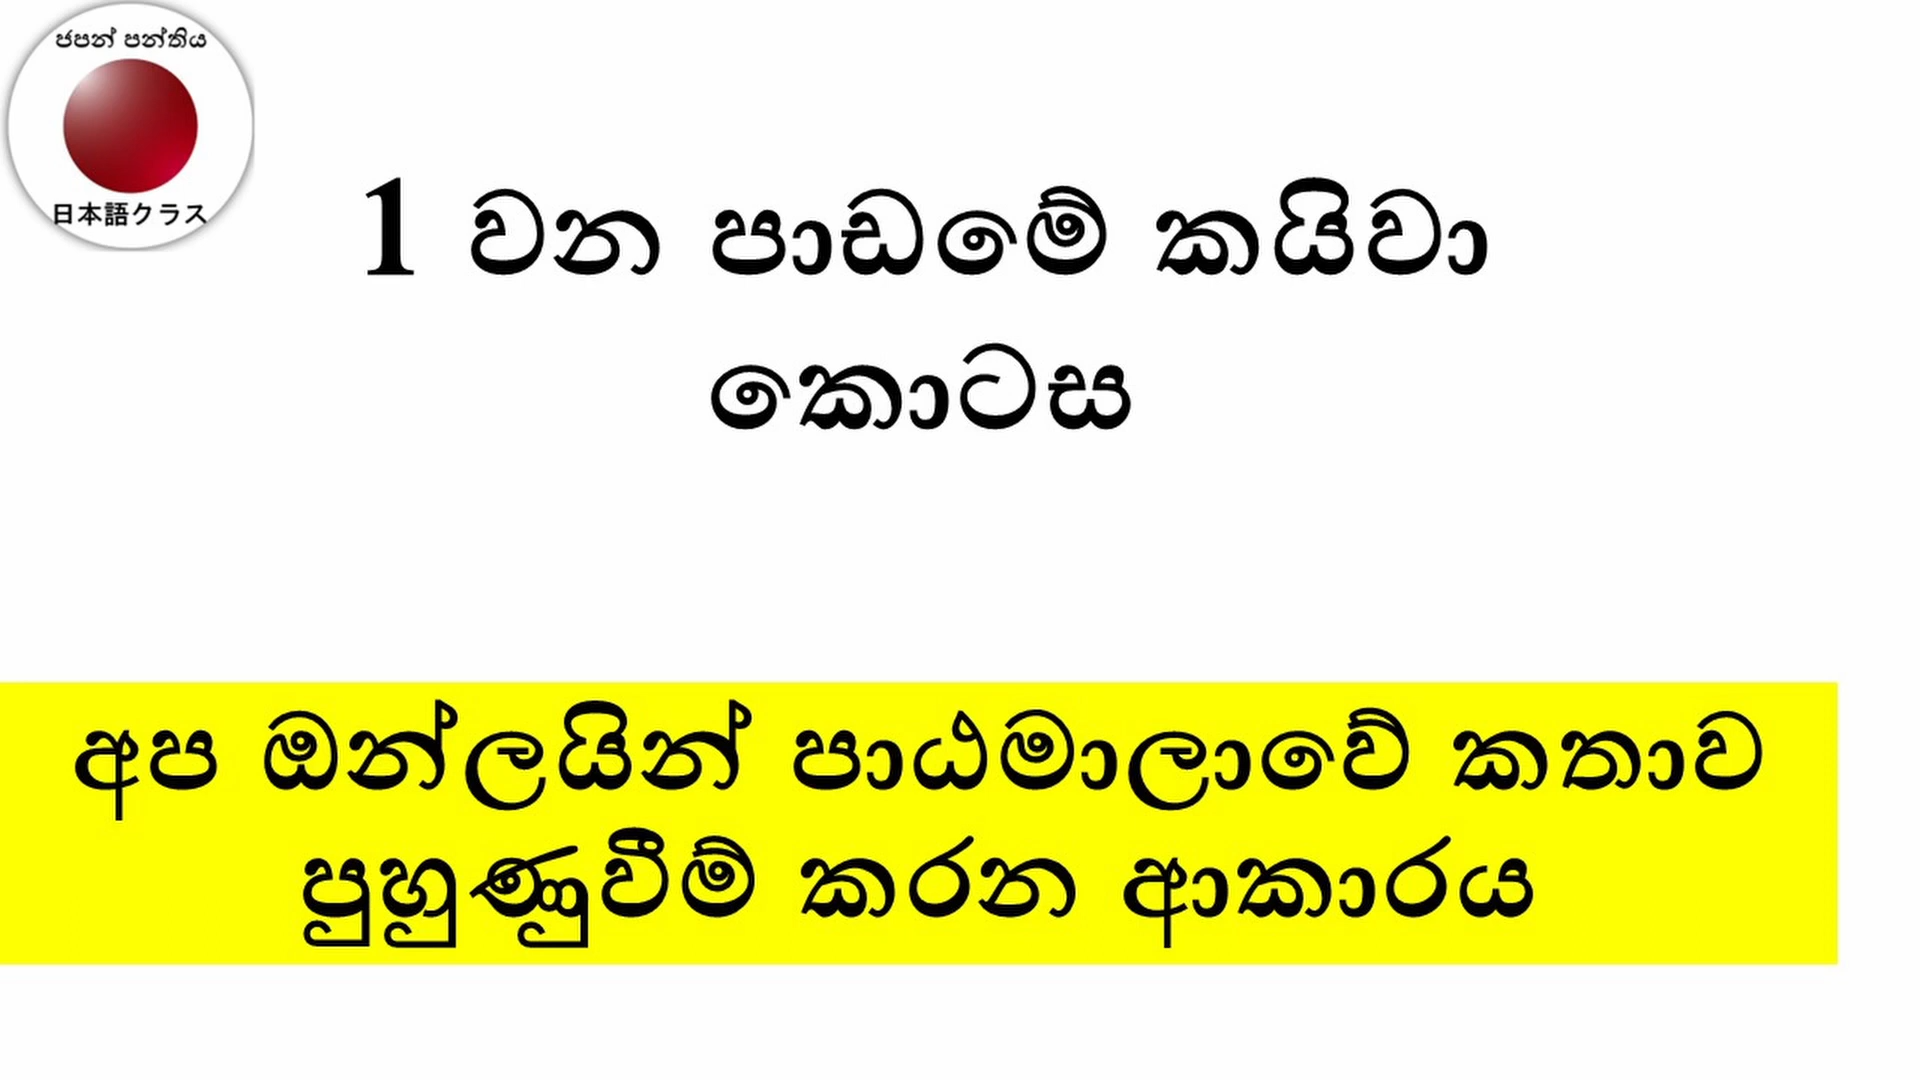 ජපන් පන්තිය
日本語クラス
1 වන පාඩමේ කයිවා
කොටස
අප ඔන්ලයින් පාඨමාලාවේ කතාව
පුහුණුවීම් කරන ආකාරය